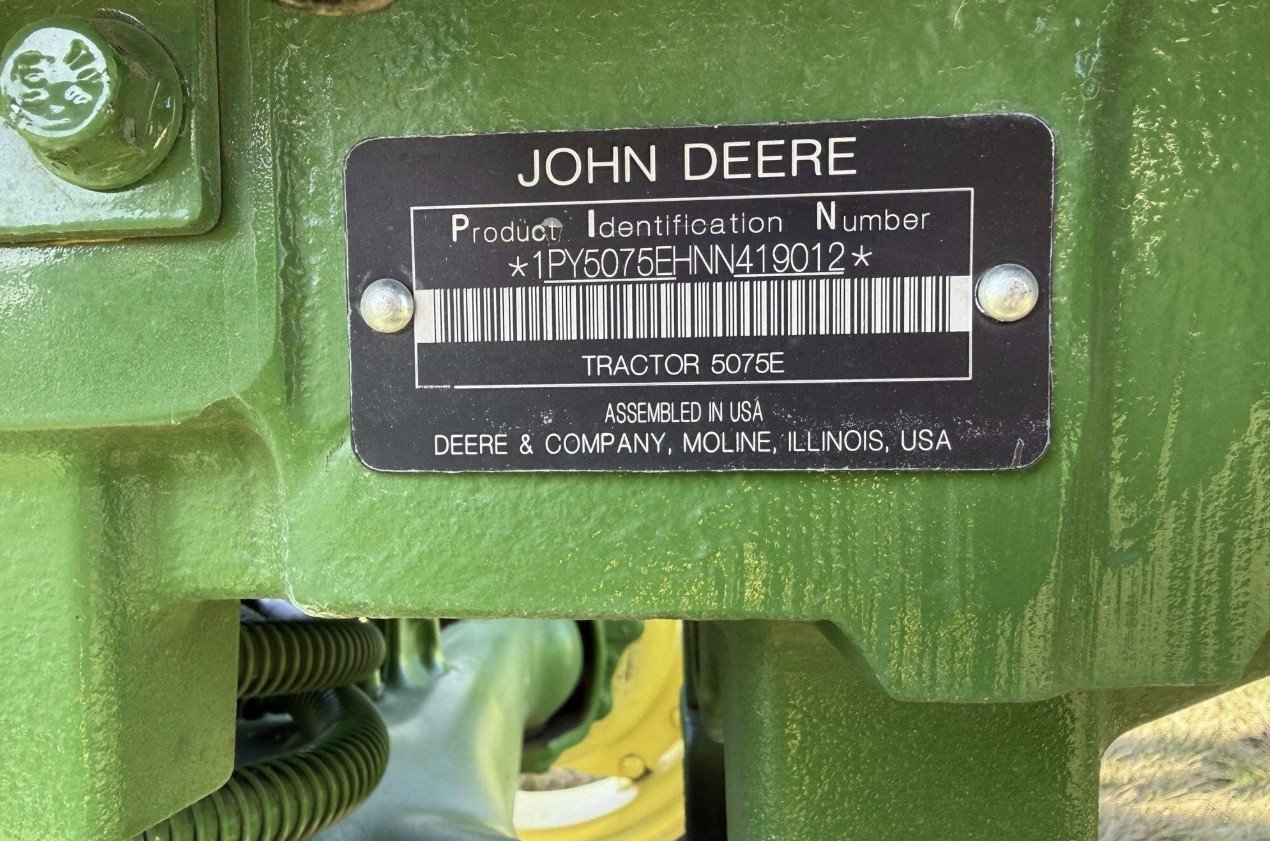 JOHN DEERE
Product Identification Number
*1PY5075EHNN419012*
TRACTOR 5075E
ASSEMBLED IN USA
DEERE & COMPANY, MOLINE, ILLINOIS, USA